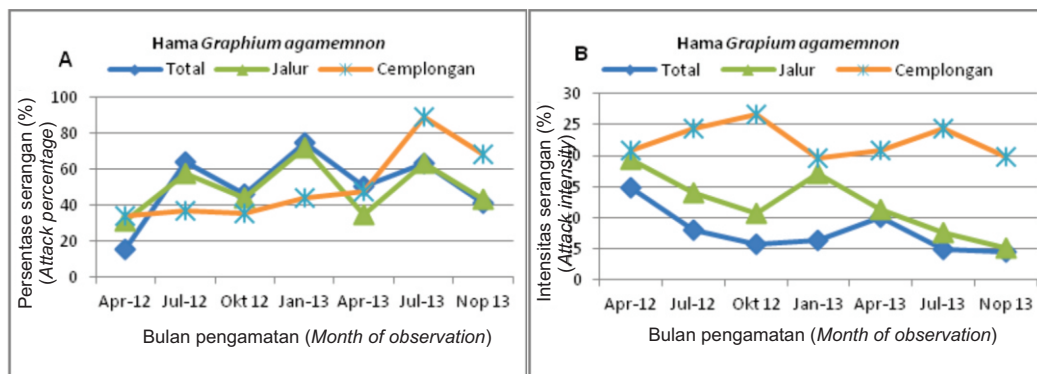 A
Hama Graphium agamemnon
Total Jalur Cemplongan
Persentase serangan (%)
(Attack percentage)
100
80
60
40
20
0
Apr-12 Jul-12 Okt 12 Jan-13 Apr-13 Jul-13 Nop 13
Bulan pengamatan (Month of observation)
B
Hama Grapium agamemnon
Total Jalur Cemplongan
Intensitas serangan (%)
(Attack intensity)
30
25
20
15
10
5
0
Apr-12 Jul-12 Okt 12 Jan-13 Apr-13 Jul-13 Nop 13
Bulan pengamatan (Month of observation)